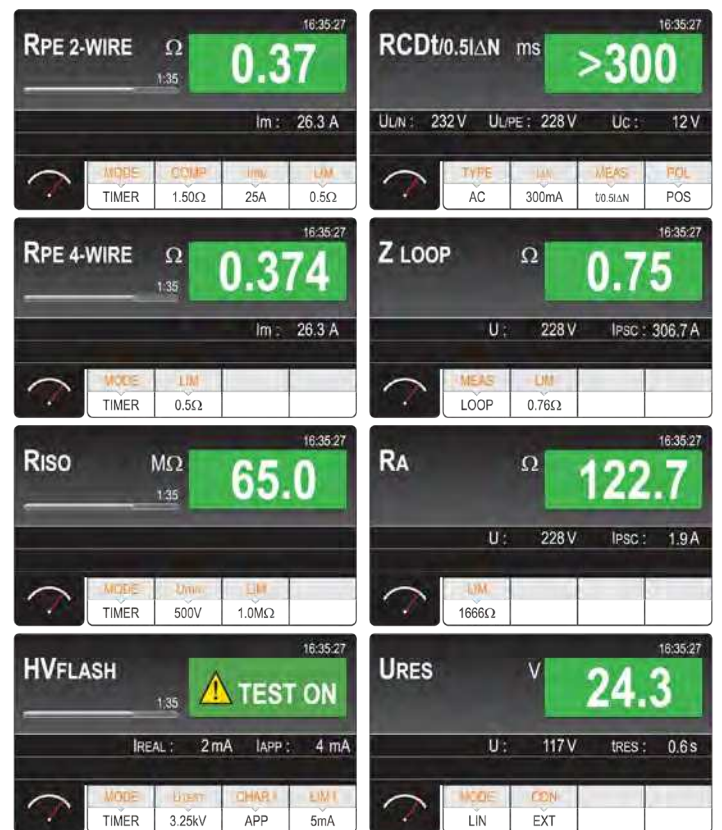 16:35:27
RPE 2-WIRE Ω 0.37
1:35
Im : 26.3 A
MODE COMP LIM
TIMER 1.50Ω 25A 0.5Ω
16:35:27
RCDt/0.5I∆N ms >300
UL/N : 232 V UL/PE : 228 V UC : 12 V
TYPE I∆N MEAS POL
AC 300mA t/0.5I∆N POS
16:35:27
RPE 4-WIRE Ω 0.374
1:35
Im : 26.3 A
MODE LIM
TIMER 0.5Ω
16:35:27
Z LOOP Ω 0.75
U : 228 V IPSC : 306.7 A
MEAS LIM
LOOP 0.76Ω
16:35:27
RISO MΩ 65.0
1:35
MODE LIM
TIMER 500V 1.0MΩ
16:35:27
RA Ω 122.7
U : 228 V IPSC : 1.9 A
LIM
1666Ω
16:35:27
HVFLASH TEST ON
1:35
IREAL : 2 mA IAPP : 4 mA
MODE UTEST CHAR.I LIM I
TIMER 3.25kV APP 5mA
16:35:27
URES V 24.3
U : 117 V tRES : 0.6 s
MODE CON
LIN EXT